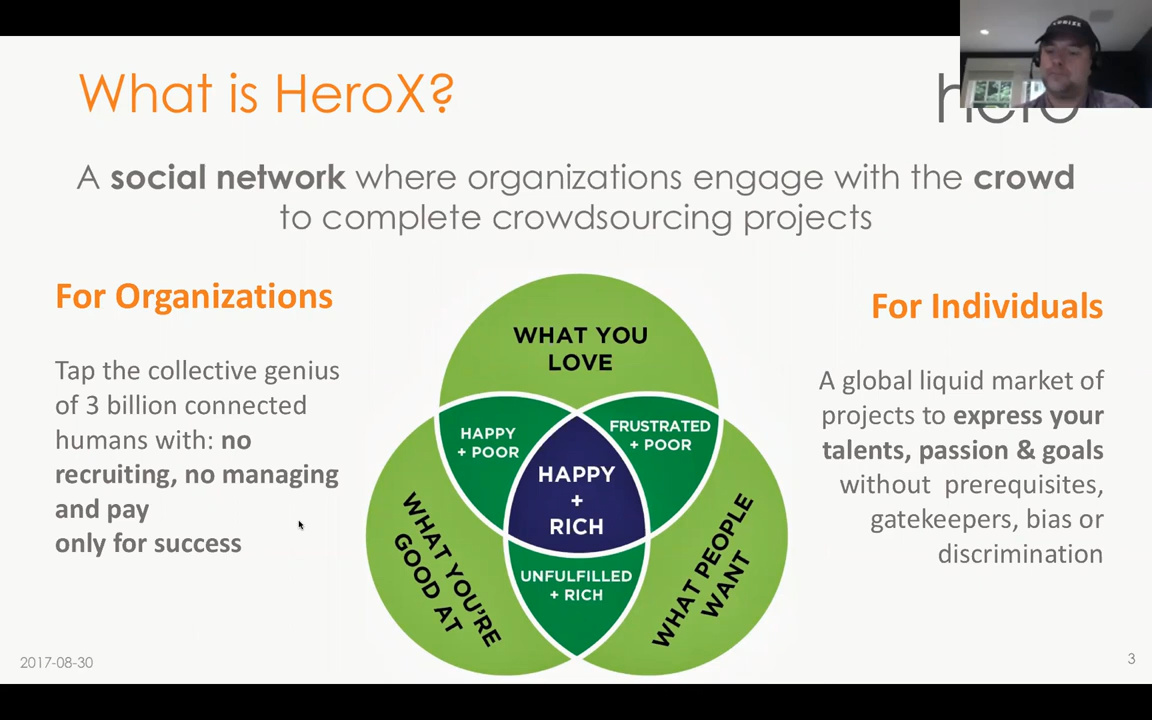 What is HeroX?
hero
A social network where organizations engage with the crowd
to complete crowdsourcing projects
For Organizations
Tap the collective genius
of 3 billion connected
humans with: no
recruiting, no managing
and pay
only for success
WHAT YOU
LOVE
HAPPY
+ POOR
FRUSTRATED
+ POOR
HAPPY
+
RICH
WHAT YOU'RE
GOOD AT
WHAT PEOPLE
WANT
UNFULFILLED
+ RICH
For Individuals
A global liquid market of
projects to express your
talents, passion & goals
without prerequisites,
gatekeepers, bias or
discrimination
2017-08-30
3